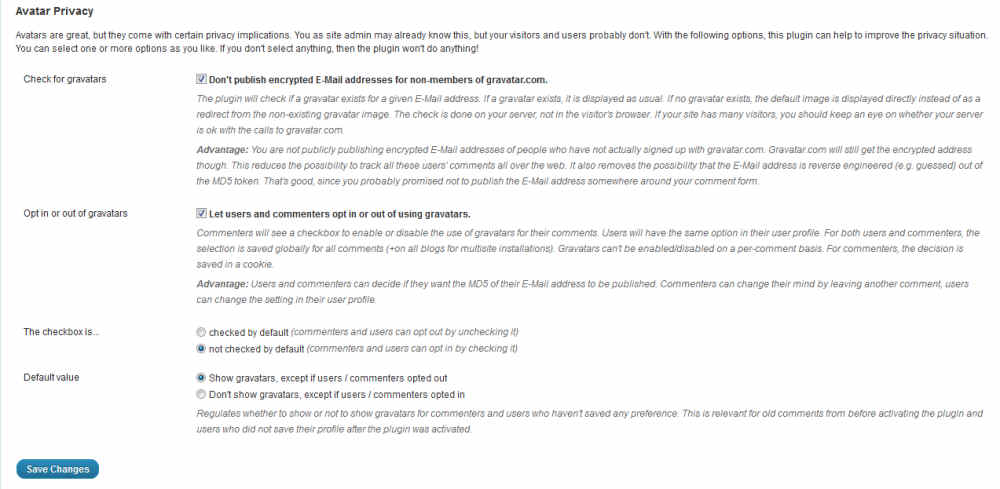 Avatar Privacy
Avatars are great, but they come with certain privacy implications. You as site admin may already know this, but your visitors and users probably don't. With the following options, this plugin can help to improve the privacy situation.
You can select one or more options as you like. If you don't select anything, then the plugin won't do anything!
Check for gravatars
Don't publish encrypted E-Mail addresses for non-members of gravatar.com.
The plugin will check if a gravatar exists for a given E-Mail address. If a gravatar exists, it is displayed as usual. If no gravatar exists, the default image is displayed directly instead of as a
redirect from the non-existing gravatar image. The check is done on your server, not in the visitor's browser. If your site has many visitors, you should keep an eye on whether your server
is ok with the calls to gravatar.com.
Advantage: You are not publicly publishing encrypted E-Mail addresses of people who have not actually signed up with gravatar.com. Gravatar.com will still get the encrypted address
though. This reduces the possibility to track all these users' comments all over the web. It also removes the possibility that the E-Mail address is reverse engineered (e.g. guessed) out of
the MD5 token. That's good, since you probably promised not to publish the E-Mail address somewhere around your comment form.
Opt in or out of gravatars
Let users and commenters opt in or out of using gravatars.
Commenters will see a checkbox to enable or disable the use of gravatars for their comments. Users will have the same option in their user profile. For both users and commenters, the
selection is saved globally for all comments (+on all blogs for multisite installations). Gravatars can't be enabled/disabled on a per-comment basis. For commenters, the decision is
saved in a cookie.
Advantage: Users and commenters can decide if they want the MD5 of their E-Mail address to be published. Commenters can change their mind by leaving another comment, users
can change the setting in their user profile.
The checkbox is...
checked by default (commenters and users can opt out by unchecking it)
not checked by default (commenters and users can opt in by checking it)
Default value
Show gravatars, except if users / commenters opted out
Don't show gravatars, except if users / commenters opted in
Regulates whether to show or not to show gravatars for commenters and users who haven't saved any preference. This is relevant for old comments from before activating the plugin and
users who did not save their profile after the plugin was activated.
Save Changes